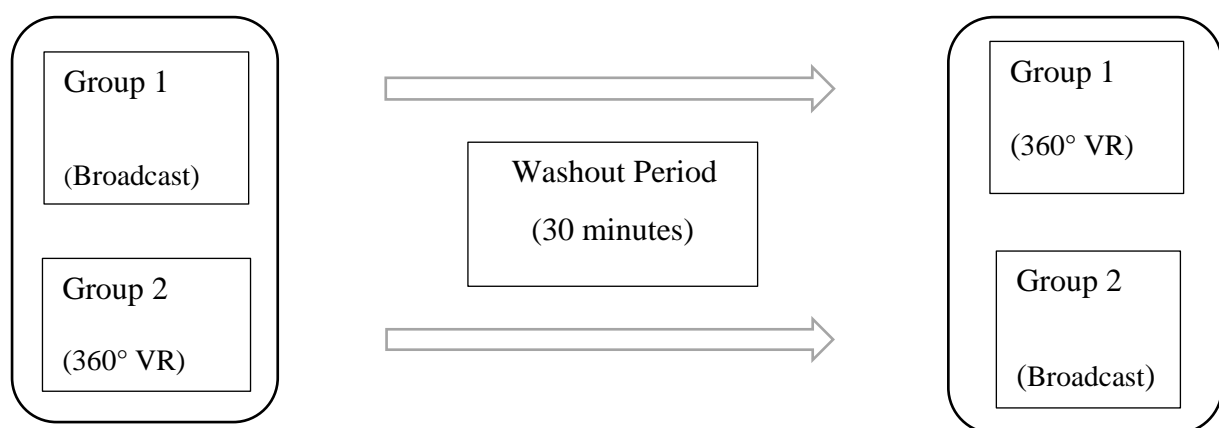 Group 1
(Broadcast)
Group 2
(360° VR)
Washout Period
(30 minutes)
Group 1
(360° VR)
Group 2
(Broadcast)